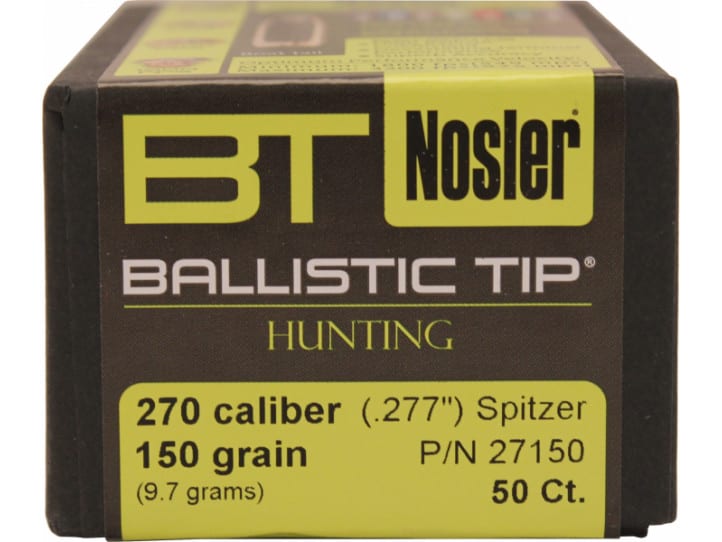 BT Nosler®
BALLISTIC TIP®
HUNTING
270 caliber (.277") Spitzer
150 grain P/N 27150
(9.7 grams) 50 Ct.